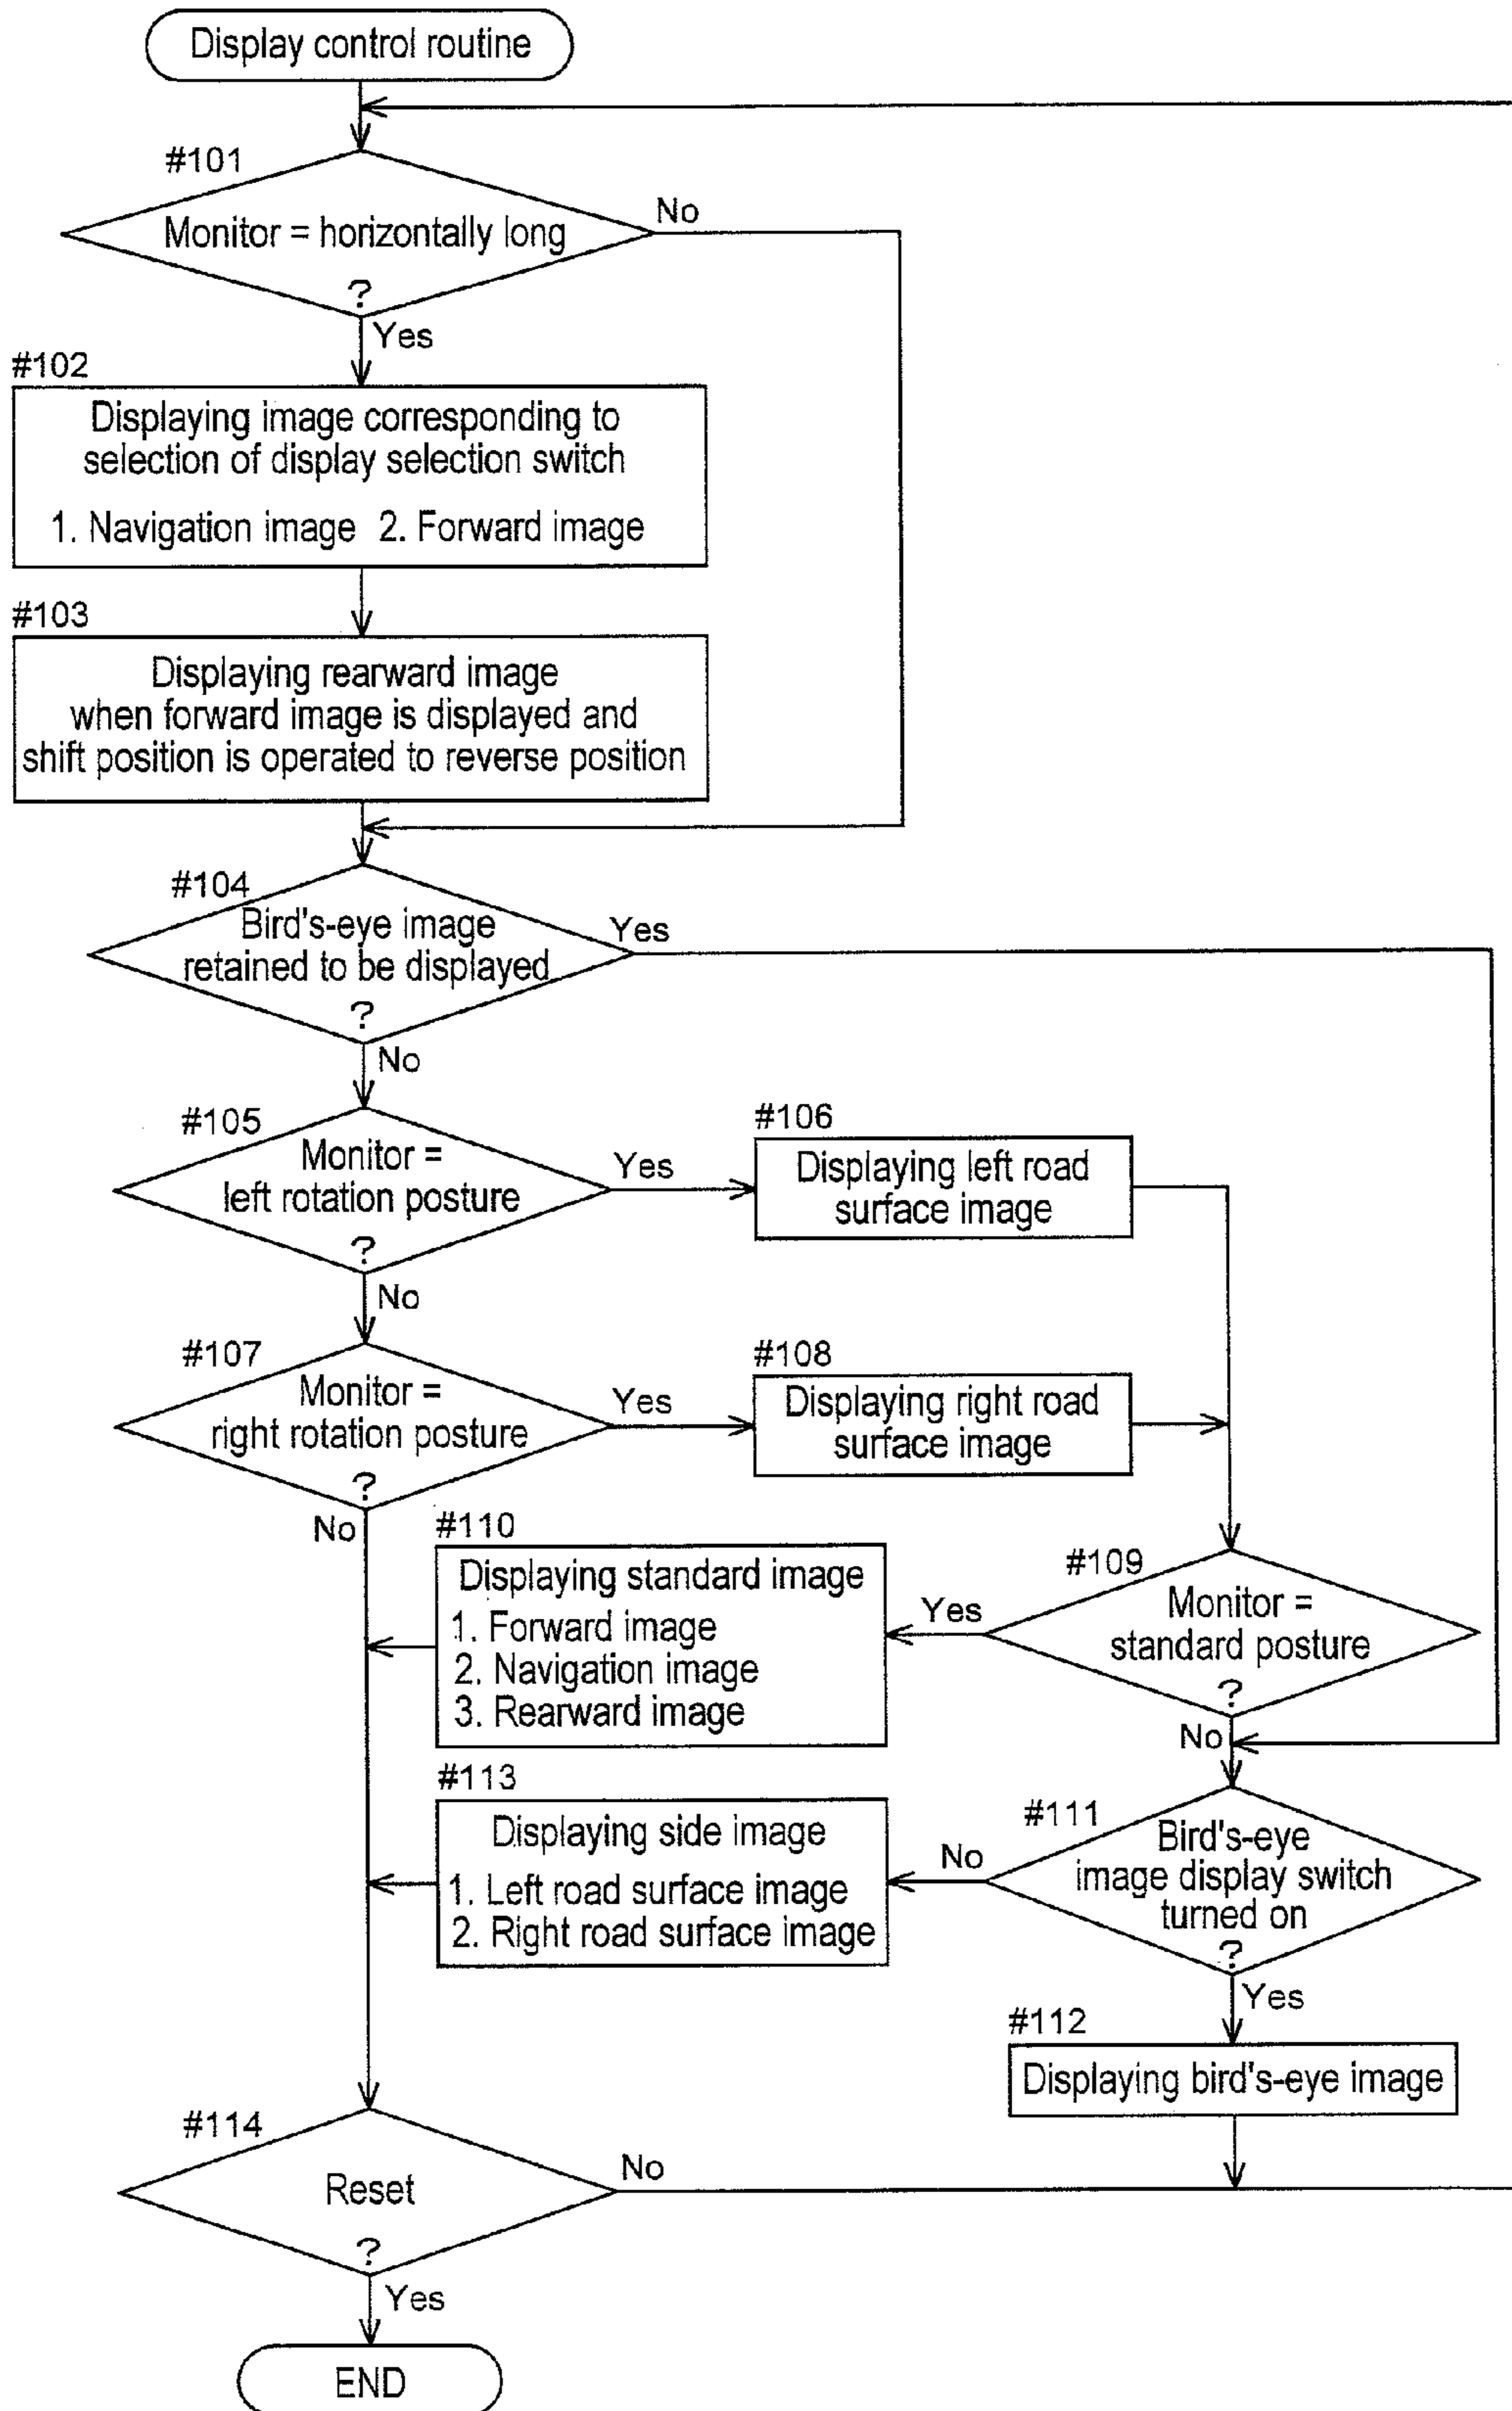 Display control routine
#101
Monitor = horizontally long
?
No
Yes
#102
Displaying image corresponding to
selection of display selection switch
1. Navigation image 2. Forward image
#103
Displaying rearward image
when forward image is displayed and
shift position is operated to reverse position
#104
Bird's-eye image
retained to be displayed
?
Yes
No
#105
Monitor =
left rotation posture
?
Yes
No
#106
Displaying left road
surface image
#107
Monitor =
right rotation posture
?
Yes
No
#108
Displaying right road
surface image
#109
Monitor =
standard posture
?
Yes
No
#110
Displaying standard image
1. Forward image
2. Navigation image
3. Rearward image
#111
Bird's-eye
image display switch
turned on
?
No
Yes
#113
Displaying side image
1. Left road surface image
2. Right road surface image
#112
Displaying bird's-eye image
#114
Reset
?
No
Yes
END